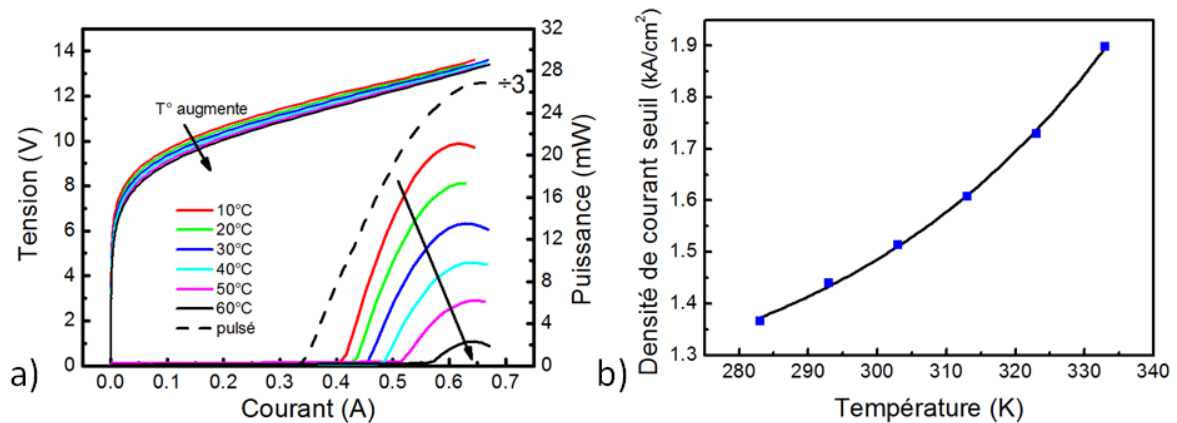 a)
Tension (V)
14
12
10
8
6
4
2
0
T° augmente
10°C
20°C
30°C
40°C
50°C
60°C
pulsé
÷3
0.0 0.1 0.2 0.3 0.4 0.5 0.6 0.7
Courant (A)
32
28
24
20
16
12
8
4
0
Puissance (mW)
b)
Densité de courant seuil (kA/cm²)
1.9
1.8
1.7
1.6
1.5
1.4
1.3
280 290 300 310 320 330 340
Température (K)